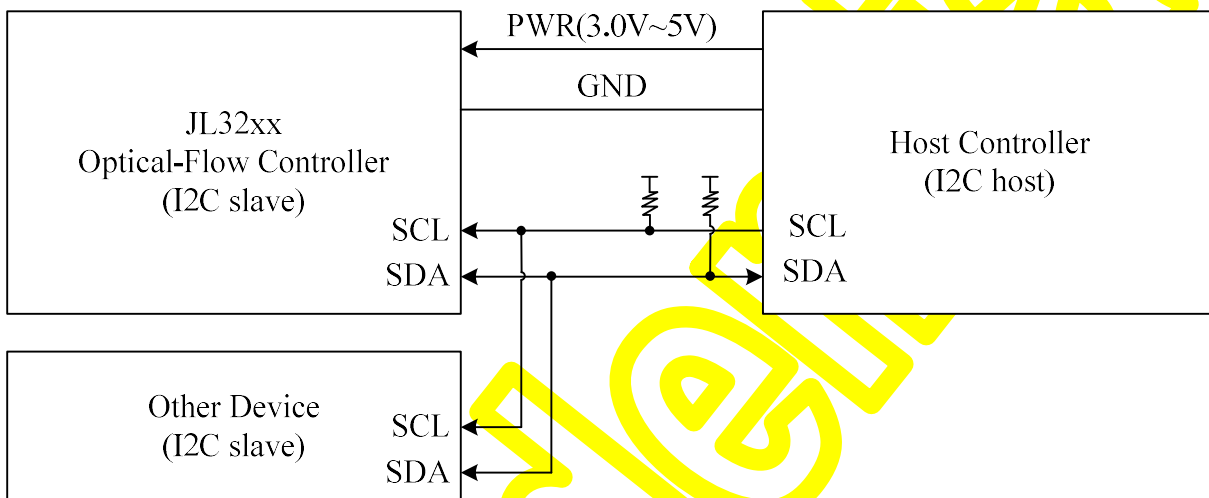 PWR(3.0V~5V)
GND
JL32xx
Optical-Flow Controller
(I2C slave)
SCL
SDA
Host Controller
(I2C host)
SCL
SDA
Other Device
(I2C slave)
SCL
SDA